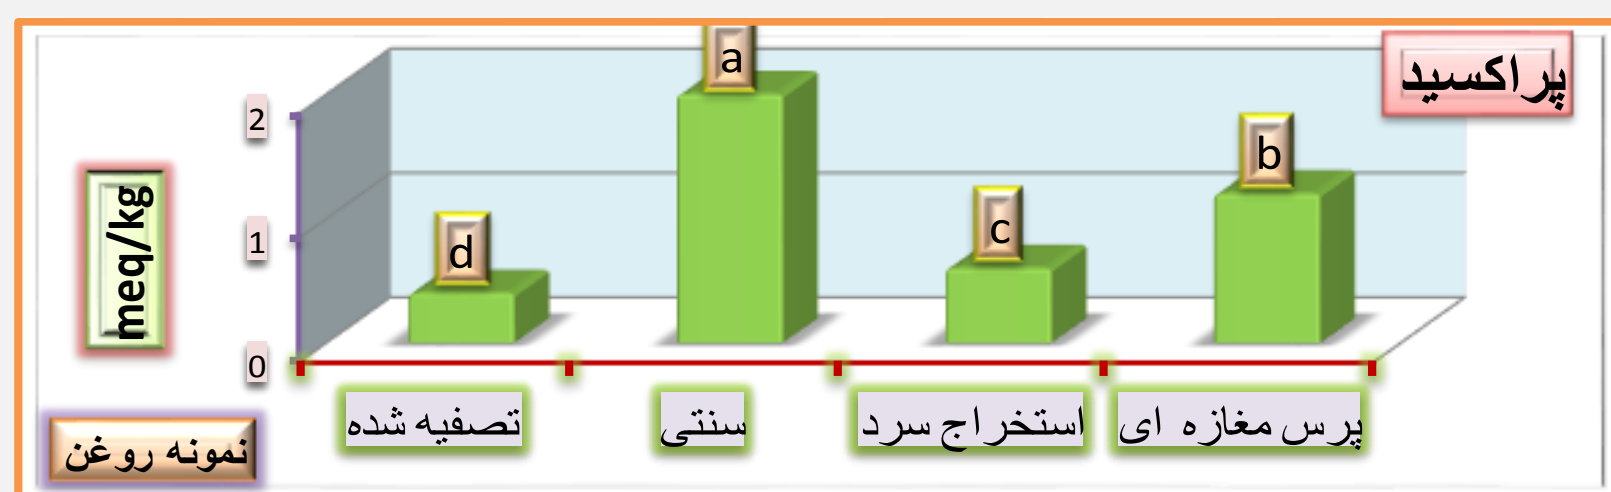 پراکسید
meq/kg
2
1
0
d
a
c
b
تصفیه شده
سنتی
استخراج سرد
پرس مغازه ای
نمونه روغن